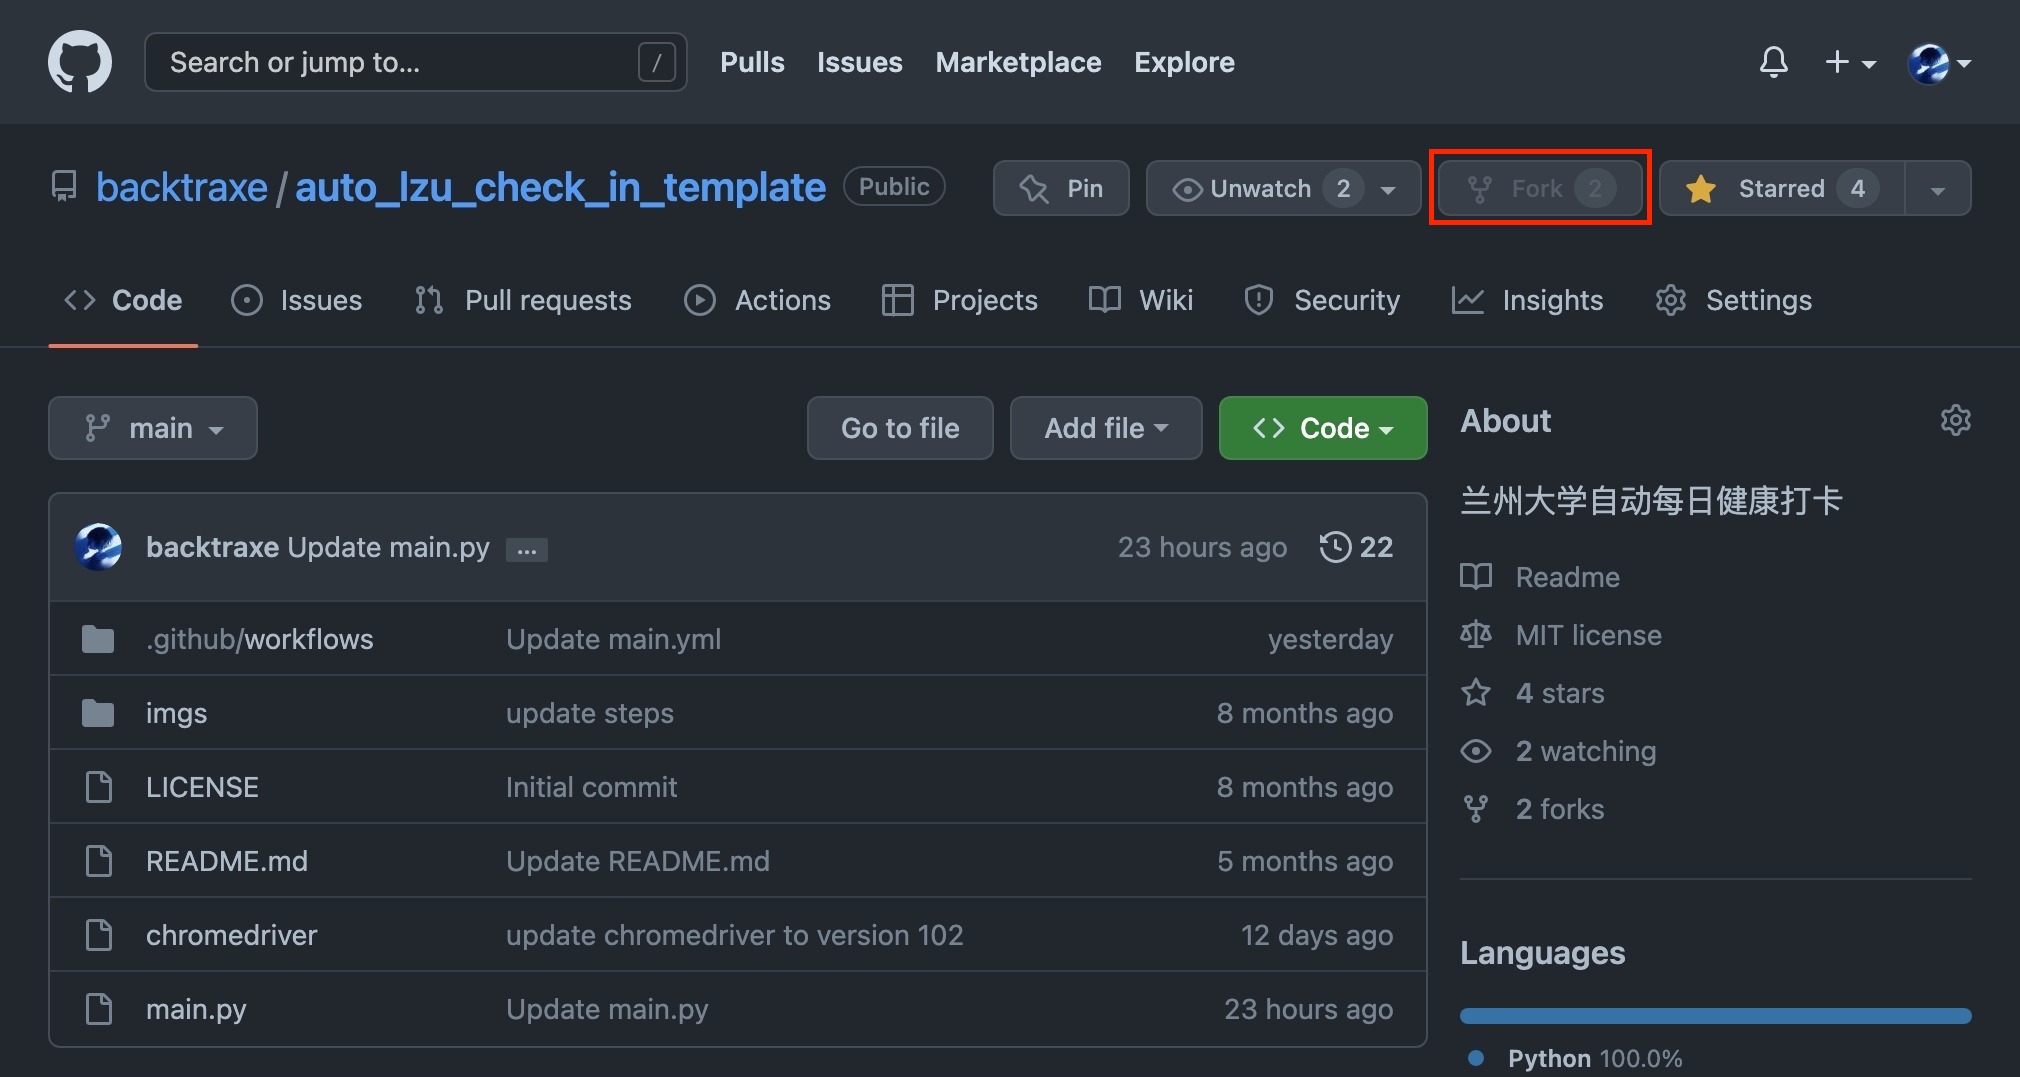 Search or jump to... / Pulls Issues Marketplace Explore
backtraxe / auto_lzu_check_in_template Public Pin Unwatch 2 Fork 2 Starred 4
Code Issues Pull requests Actions Projects Wiki Security Insights Settings
main Go to file Add file Code
About
兰州大学自动每日健康打卡
Readme
MIT license
4 stars
2 watching
2 forks
backtraxe Update main.py ... 23 hours ago 22
.github/workflows Update main.yml yesterday
imgs update steps 8 months ago
LICENSE Initial commit 8 months ago
README.md Update README.md 5 months ago
chromedriver update chromedriver to version 102 12 days ago
main.py Update main.py 23 hours ago
Languages
Python 100.0%